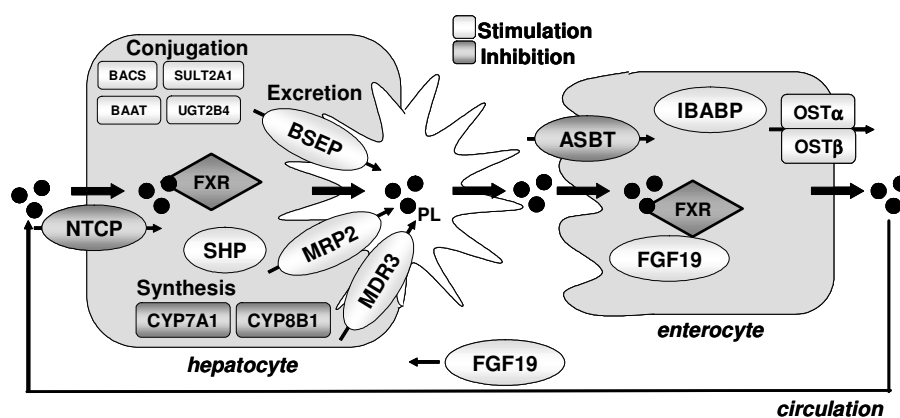 Stimulation
Inhibition
Conjugation
BACS
SULT2A1
BAAT
UGT2B4
Excretion
BSEP
FXR
NTCP
SHP
MRP2
MDR3
PL
Synthesis
CYP7A1
CYP8B1
hepatocyte
ASBT
IBABP
OSTα
OSTβ
FXR
FGF19
enterocyte
FGF19
circulation